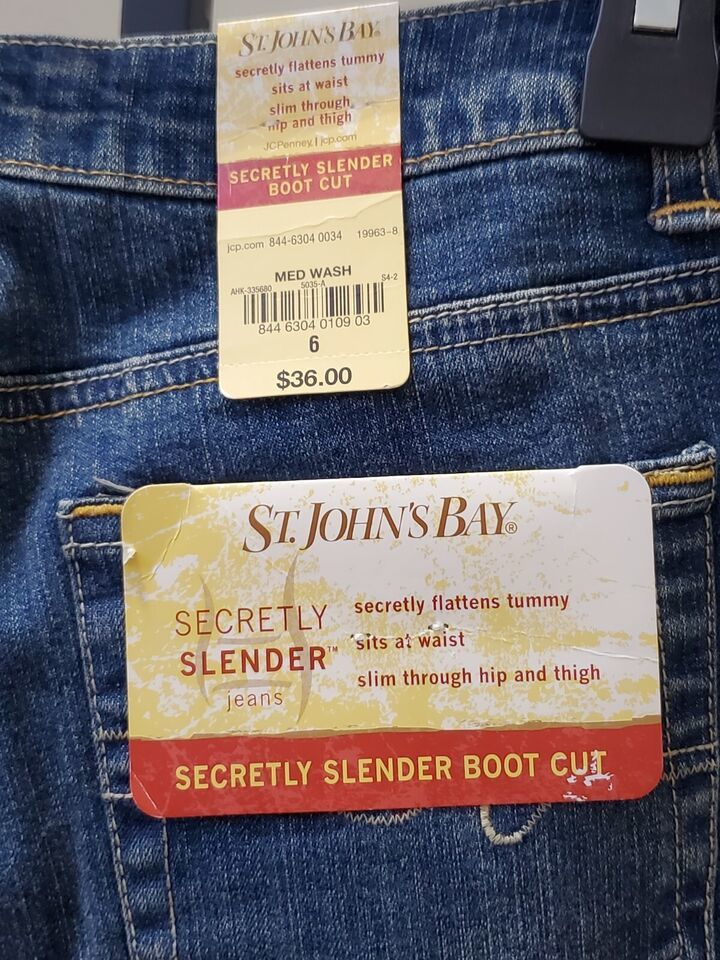 ST. JOHN'S BAY®
secretly flattens tummy
sits at waist
slim through
hip and thigh
JCPenney. | jcp.com
SECRETLY SLENDER
BOOT CUT
jcp.com 844-6304 0034 19963-8
MED WASH
AHK-335680 5035-A S4-2
844 6304 0109 03
6
$36.00
ST. JOHN'S BAY®
SECRETLY
SLENDER™
jeans
secretly flattens tummy
sits at waist
slim through hip and thigh
SECRETLY SLENDER BOOT CUT